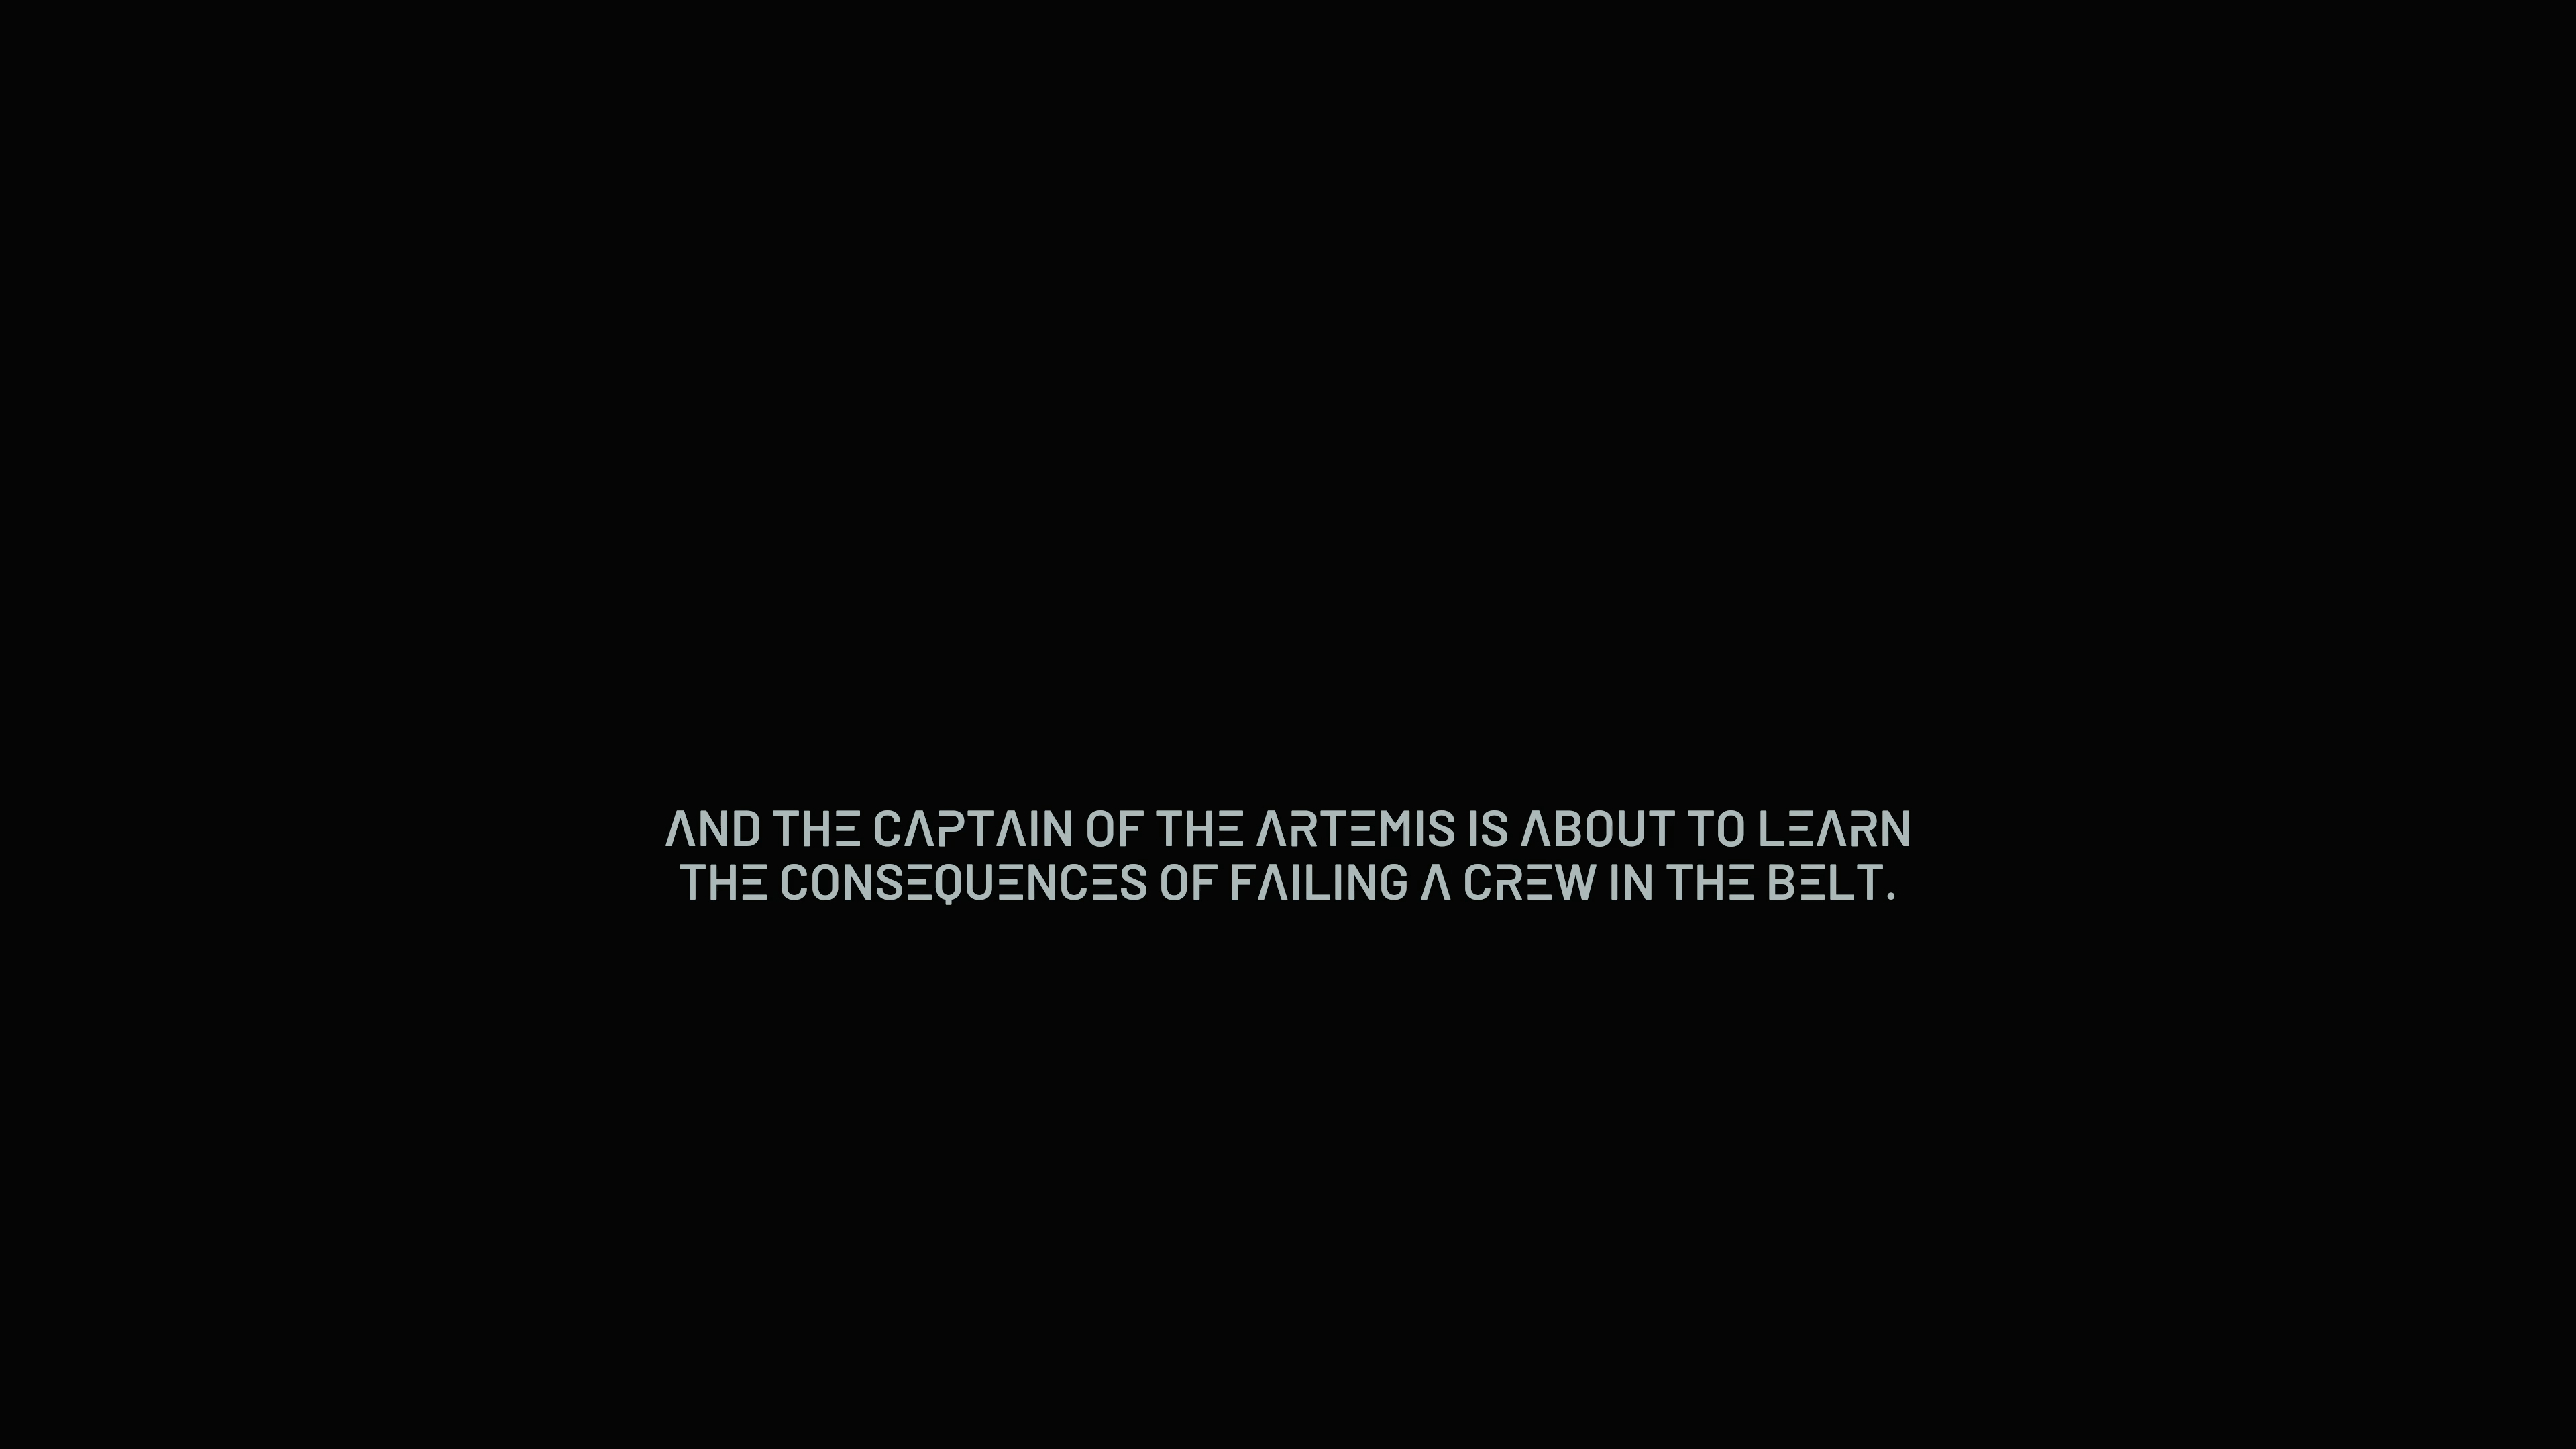 AND THE CAPTAIN OF THE ARTEMIS IS ABOUT TO LEARN
THE CONSEQUENCES OF FAILING A CREW IN THE BELT.